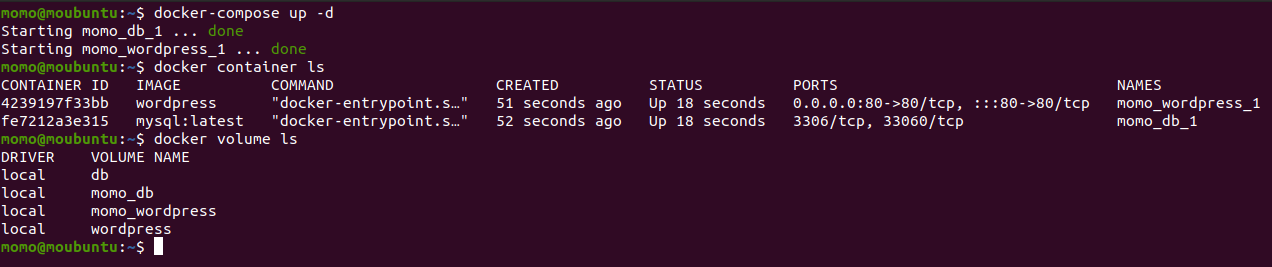 momo@moubuntu:~$ docker-compose up -d
Starting momo_db_1 ... done
Starting momo_wordpress_1 ... done
momo@moubuntu:~$ docker container ls
CONTAINER ID   IMAGE          COMMAND                  CREATED          STATUS          PORTS                               NAMES
4239197f33bb   wordpress      "docker-entrypoint.s…"   51 seconds ago   Up 18 seconds   0.0.0.0:80->80/tcp, :::80->80/tcp   momo_wordpress_1
fe7212a3e315   mysql:latest   "docker-entrypoint.s…"   52 seconds ago   Up 18 seconds   3306/tcp, 33060/tcp                 momo_db_1
momo@moubuntu:~$ docker volume ls
DRIVER    VOLUME NAME
local     db
local     momo_db
local     momo_wordpress
local     wordpress
momo@moubuntu:~$